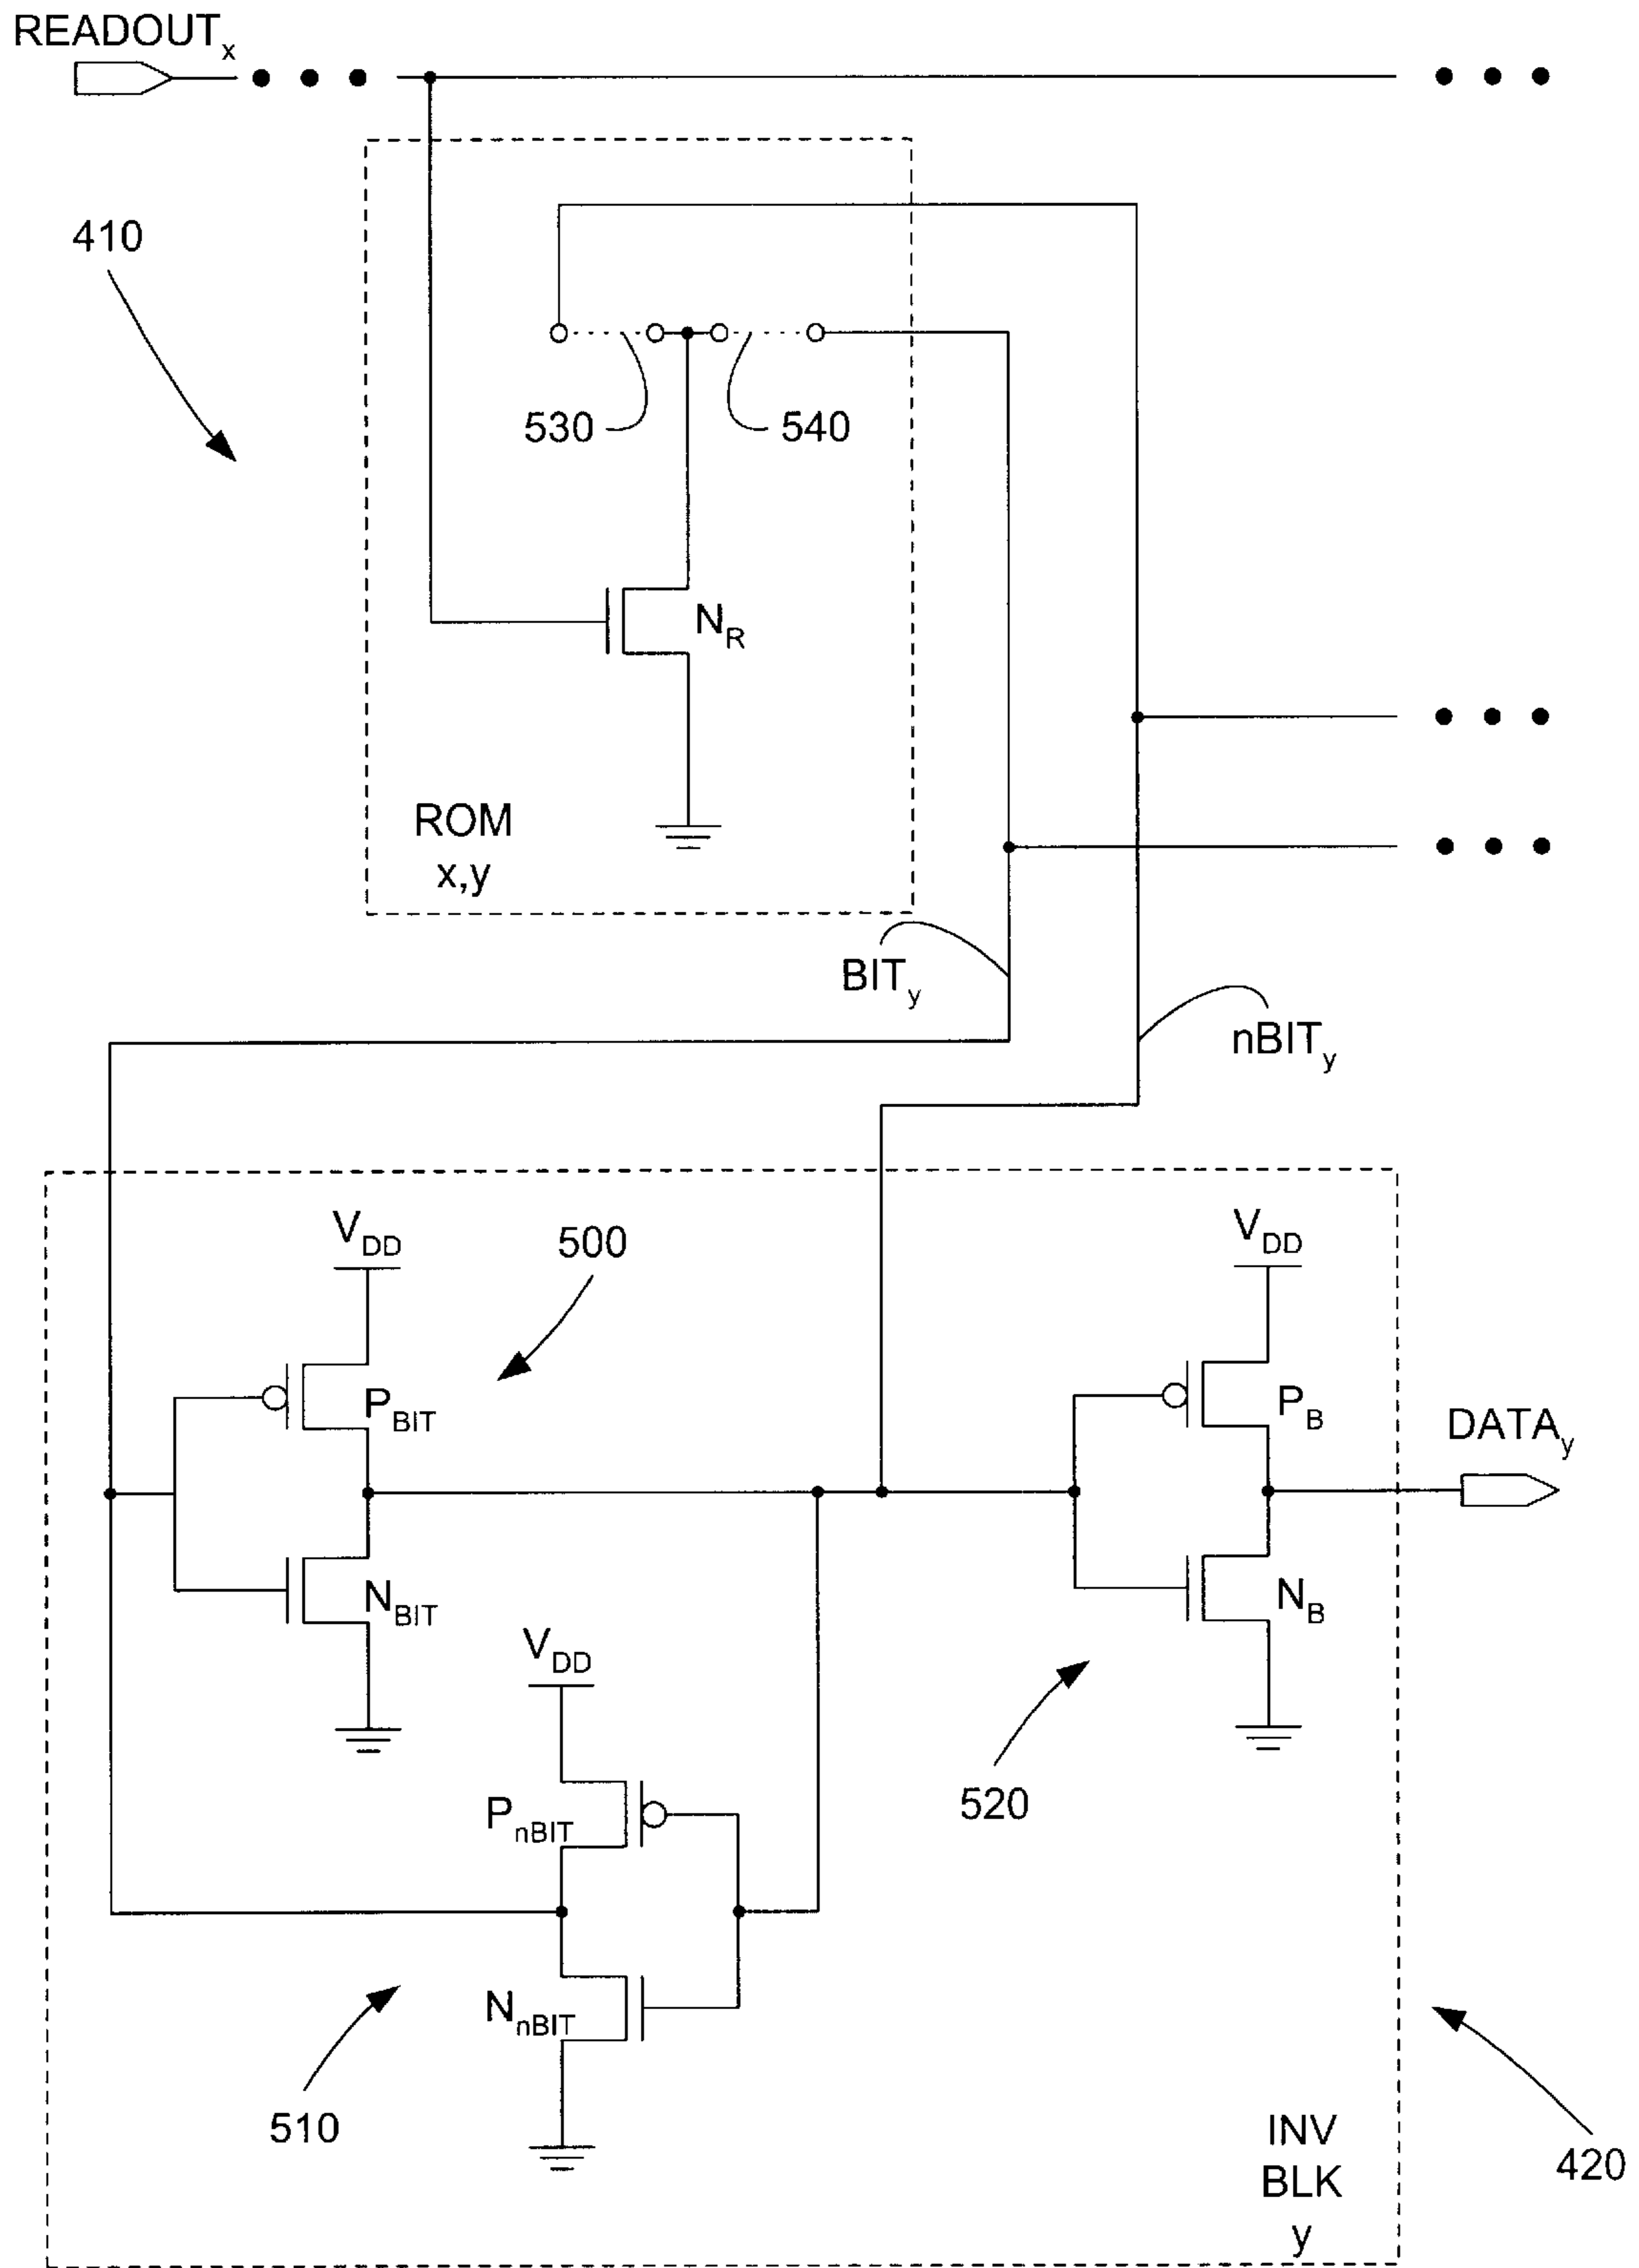 READOUTx
410
530
540
NR
ROM
x,y
BITy
nBITy
VDD
500
VDD
PBIT
PB
DATAy
NBIT
NB
VDD
520
PnBIT
NnBIT
510
INV
BLK
y
420